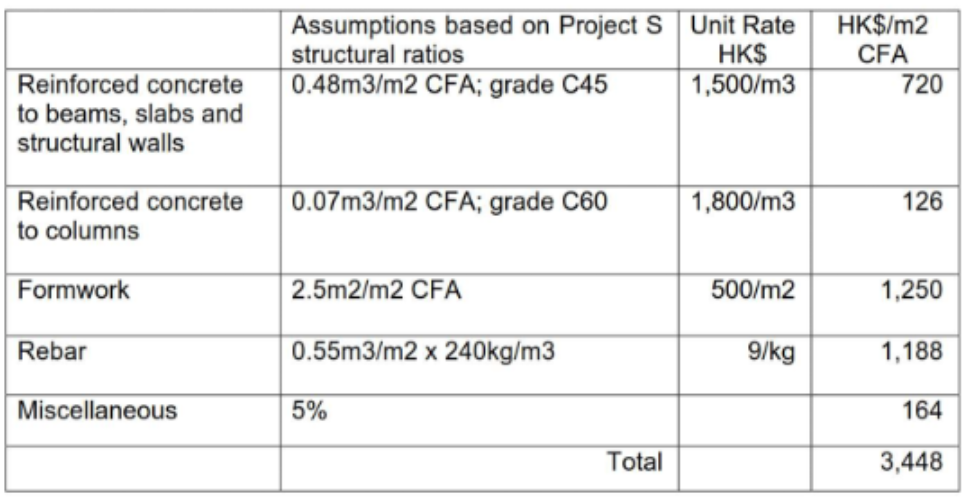 Assumptions based on Project S structural ratios Unit Rate HK$ HK$/m2 CFA
Reinforced concrete to beams, slabs and structural walls 0.48m3/m2 CFA; grade C45 1,500/m3 720
Reinforced concrete to columns 0.07m3/m2 CFA; grade C60 1,800/m3 126
Formwork 2.5m2/m2 CFA 500/m2 1,250
Rebar 0.55m3/m2 x 240kg/m3 9/kg 1,188
Miscellaneous 5% 164
Total 3,448